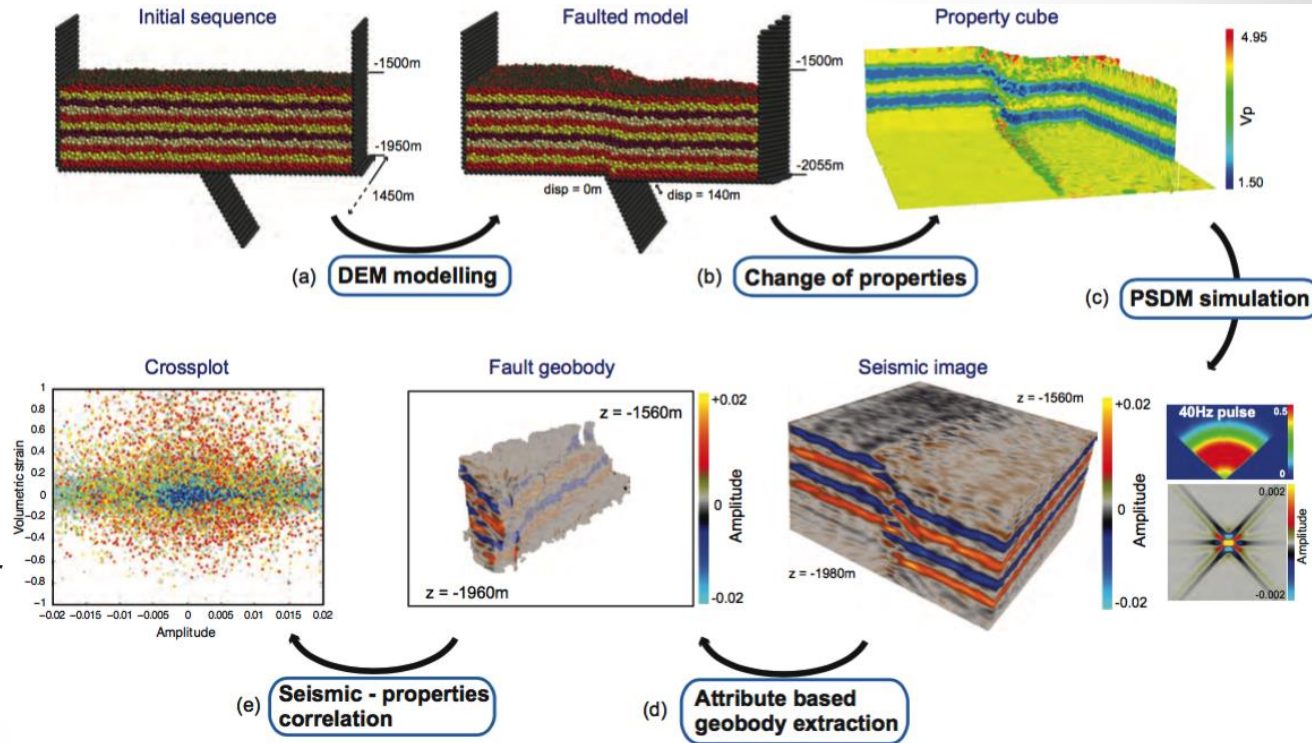 Initial sequence
-1500m
-1950m
1450m
Faulted model
-1500m
-2055m
disp = 0m
disp = 140m
Property cube
4.95
Vp
1.50
(a) DEM modelling
(b) Change of properties
(c) PSDM simulation
Crossplot
1
0.8
0.6
0.4
0.2
0
-0.2
-0.4
-0.6
-0.8
-1
Volumetric strain
-0.02 -0.015 -0.01 -0.005 0 0.005 0.01 0.015 0.02
Amplitude
Fault geobody
z = -1560m
z = -1960m
+0.02
0
-0.02
Amplitude
Seismic image
z = -1560m
z = -1980m
+0.02
0
-0.02
Amplitude
40Hz pulse
0.5
0
0.002
-0.002
Amplitude
(e) Seismic - properties
correlation
(d) Attribute based
geobody extraction